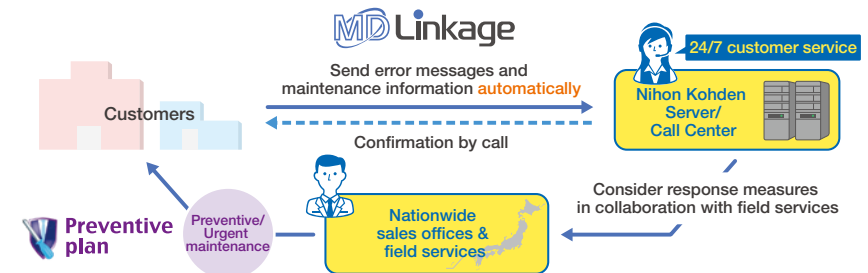 MD Linkage
24/7 customer service
Send error messages and
maintenance information automatically
Customers
Nihon Kohden
Server/
Call Center
Confirmation by call
Consider response measures
in collaboration with field services
Nationwide
sales offices &
field services
Preventive/
Urgent
maintenance
Preventive
plan